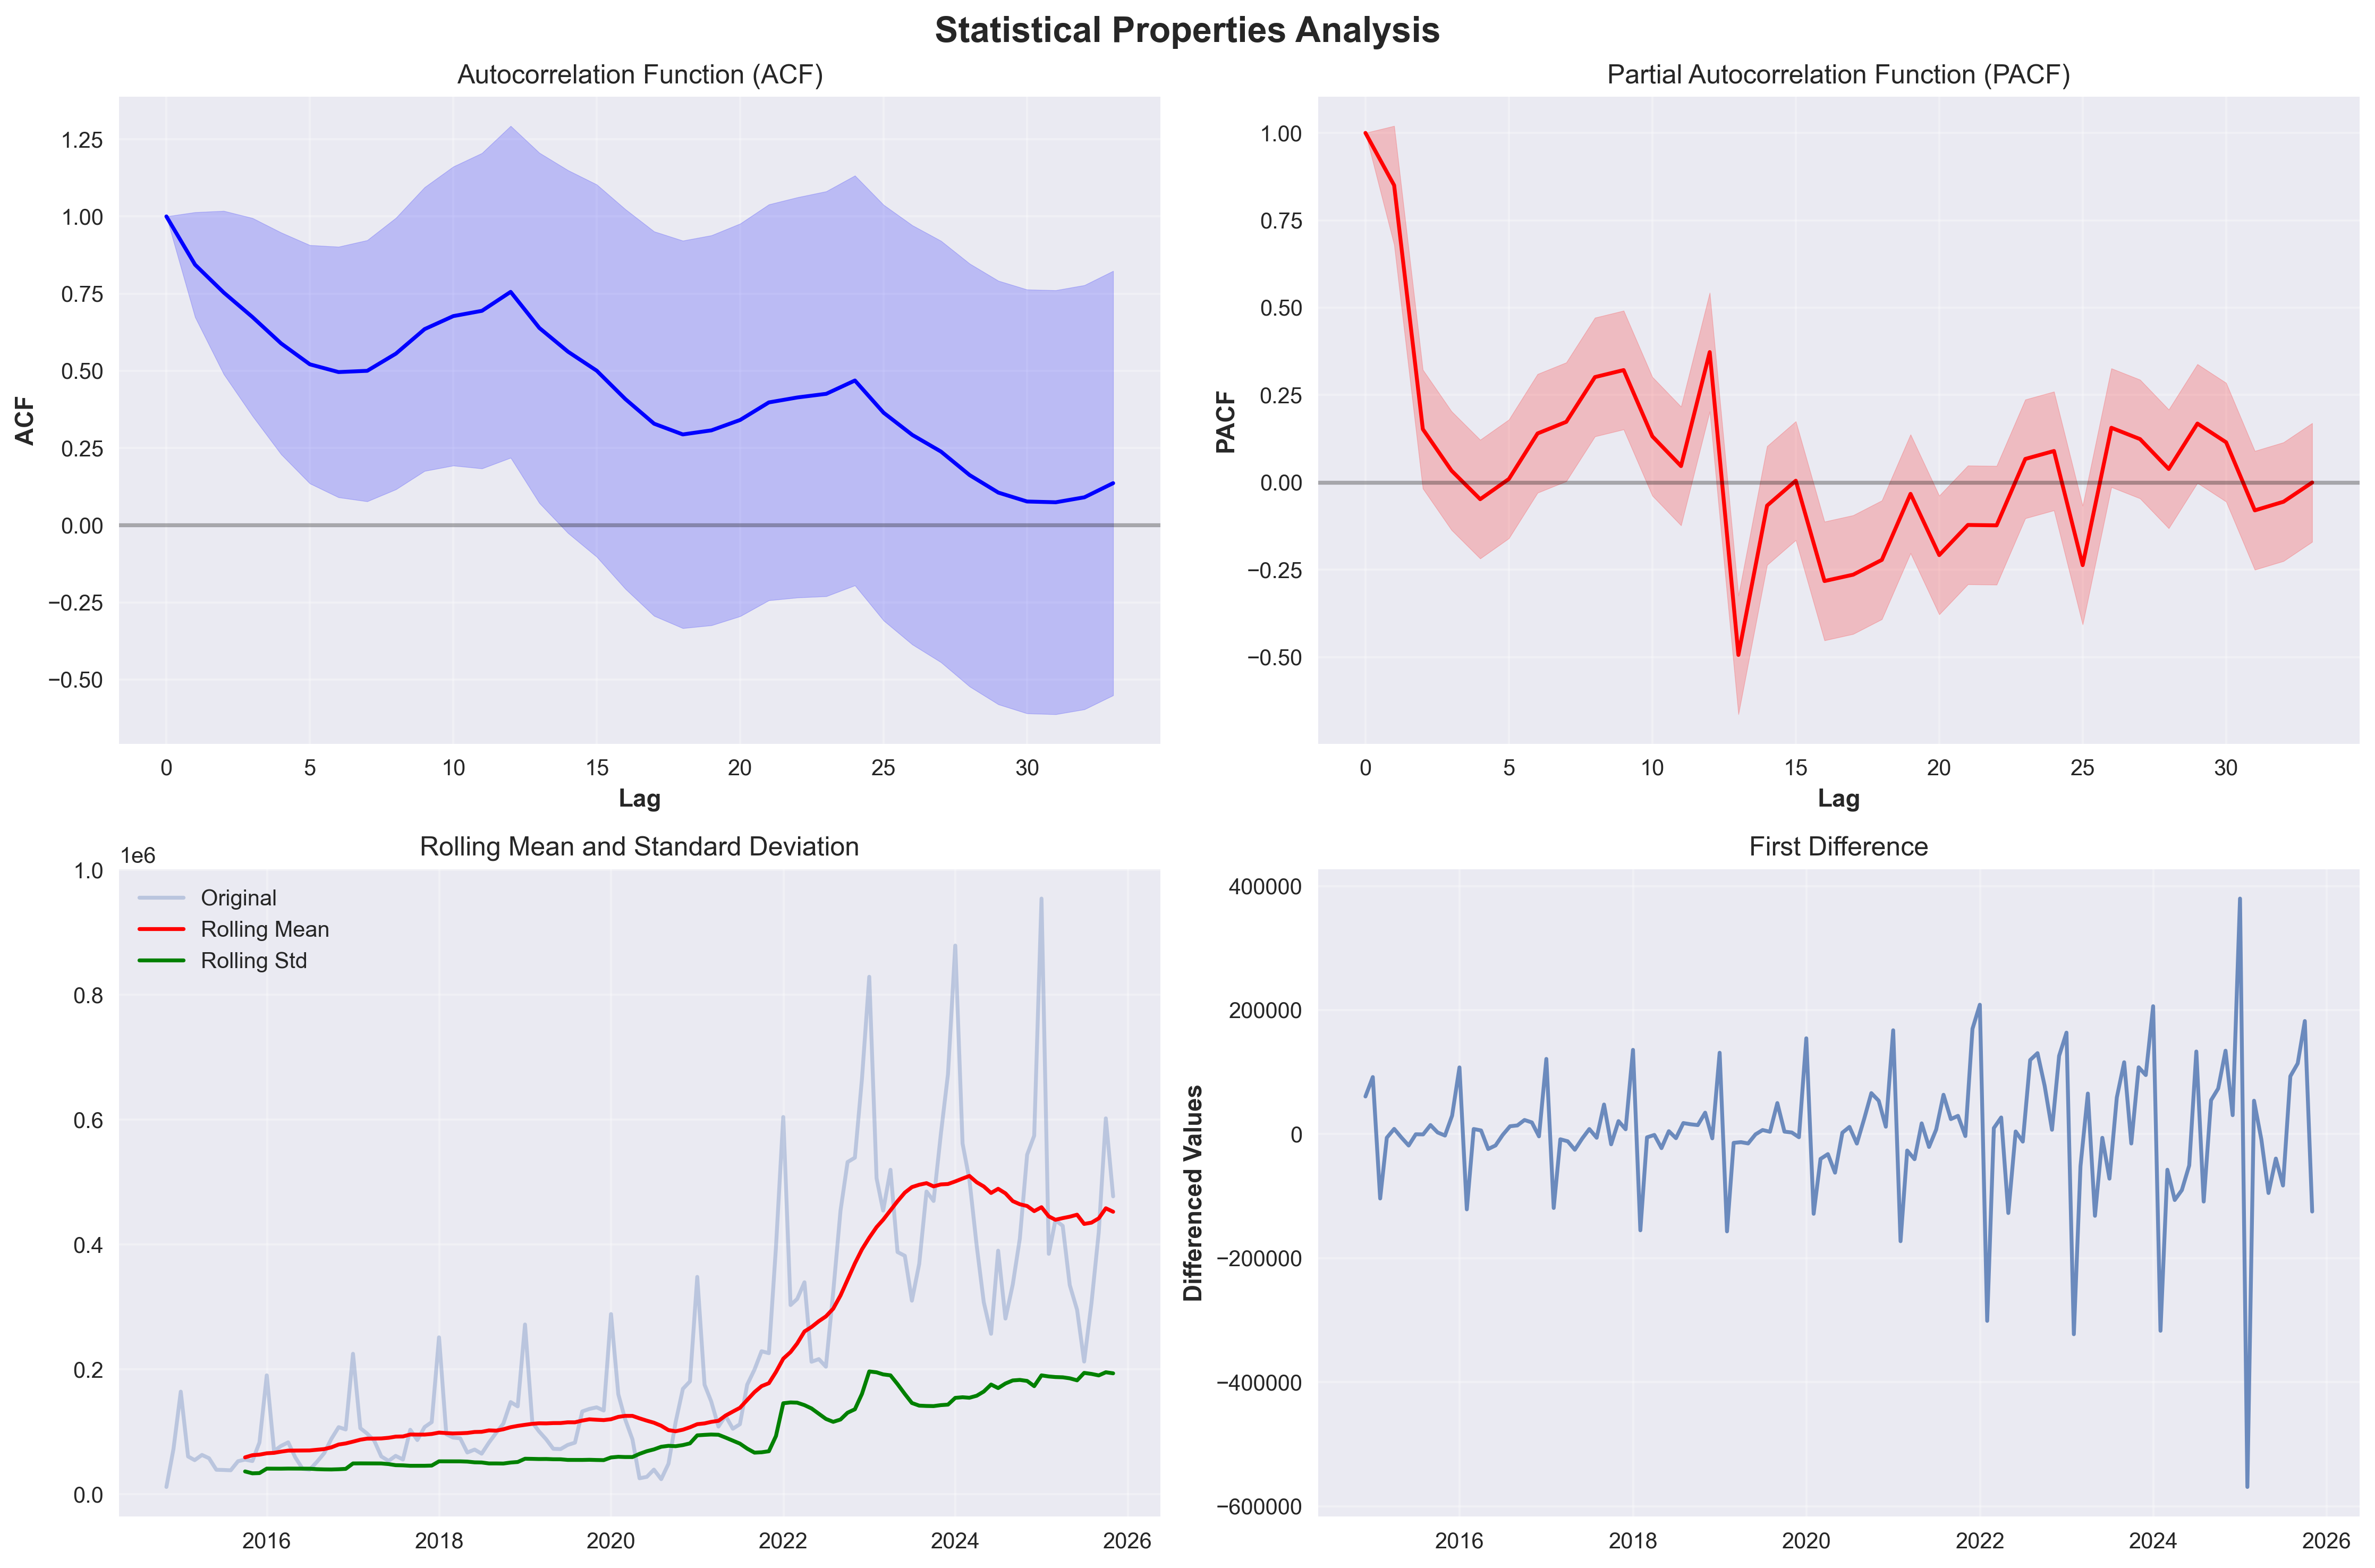 Statistical Properties Analysis
Autocorrelation Function (ACF)
1.25
1.00
0.75
0.50
0.25
0.00
−0.25
−0.50
ACF
0 5 10 15 20 25 30
Lag
Partial Autocorrelation Function (PACF)
1.00
0.75
0.50
0.25
0.00
−0.25
−0.50
PACF
0 5 10 15 20 25 30
Lag
Rolling Mean and Standard Deviation
1e6
1.0
0.8
0.6
0.4
0.2
0.0
Original
Rolling Mean
Rolling Std
2016 2018 2020 2022 2024 2026
First Difference
400000
200000
0
−200000
−400000
−600000
Differenced Values
2016 2018 2020 2022 2024 2026